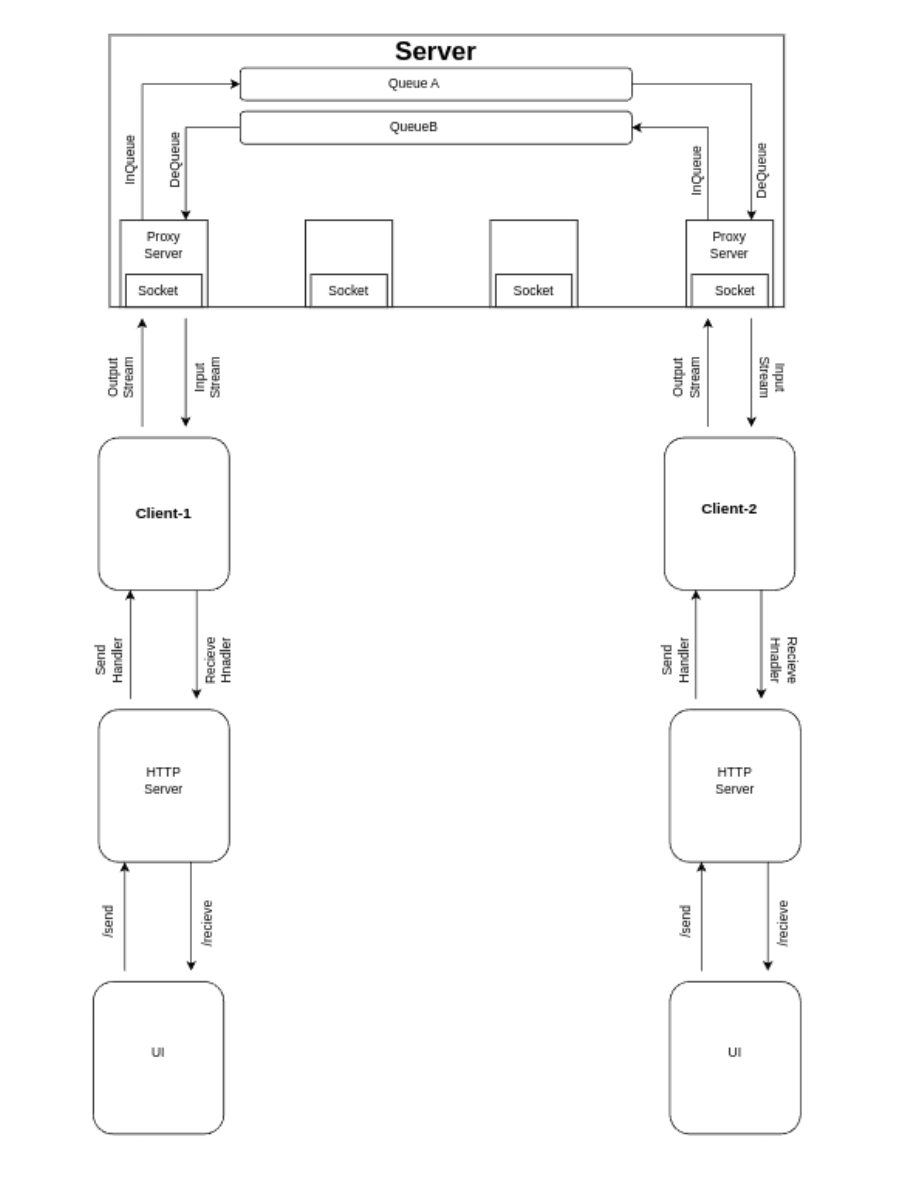 Server
Queue A
QueueB
InQueue
DeQueue
InQueue
DeQueue
Proxy
Server
Proxy
Server
Socket
Socket
Socket
Socket
Output
Stream
Input
Stream
Output
Stream
Input
Stream
Client-1
Client-2
Send
Handler
Recieve
Hnadler
Send
Handler
Recieve
Hnadler
HTTP
Server
HTTP
Server
/send
/recieve
/send
/recieve
UI
UI